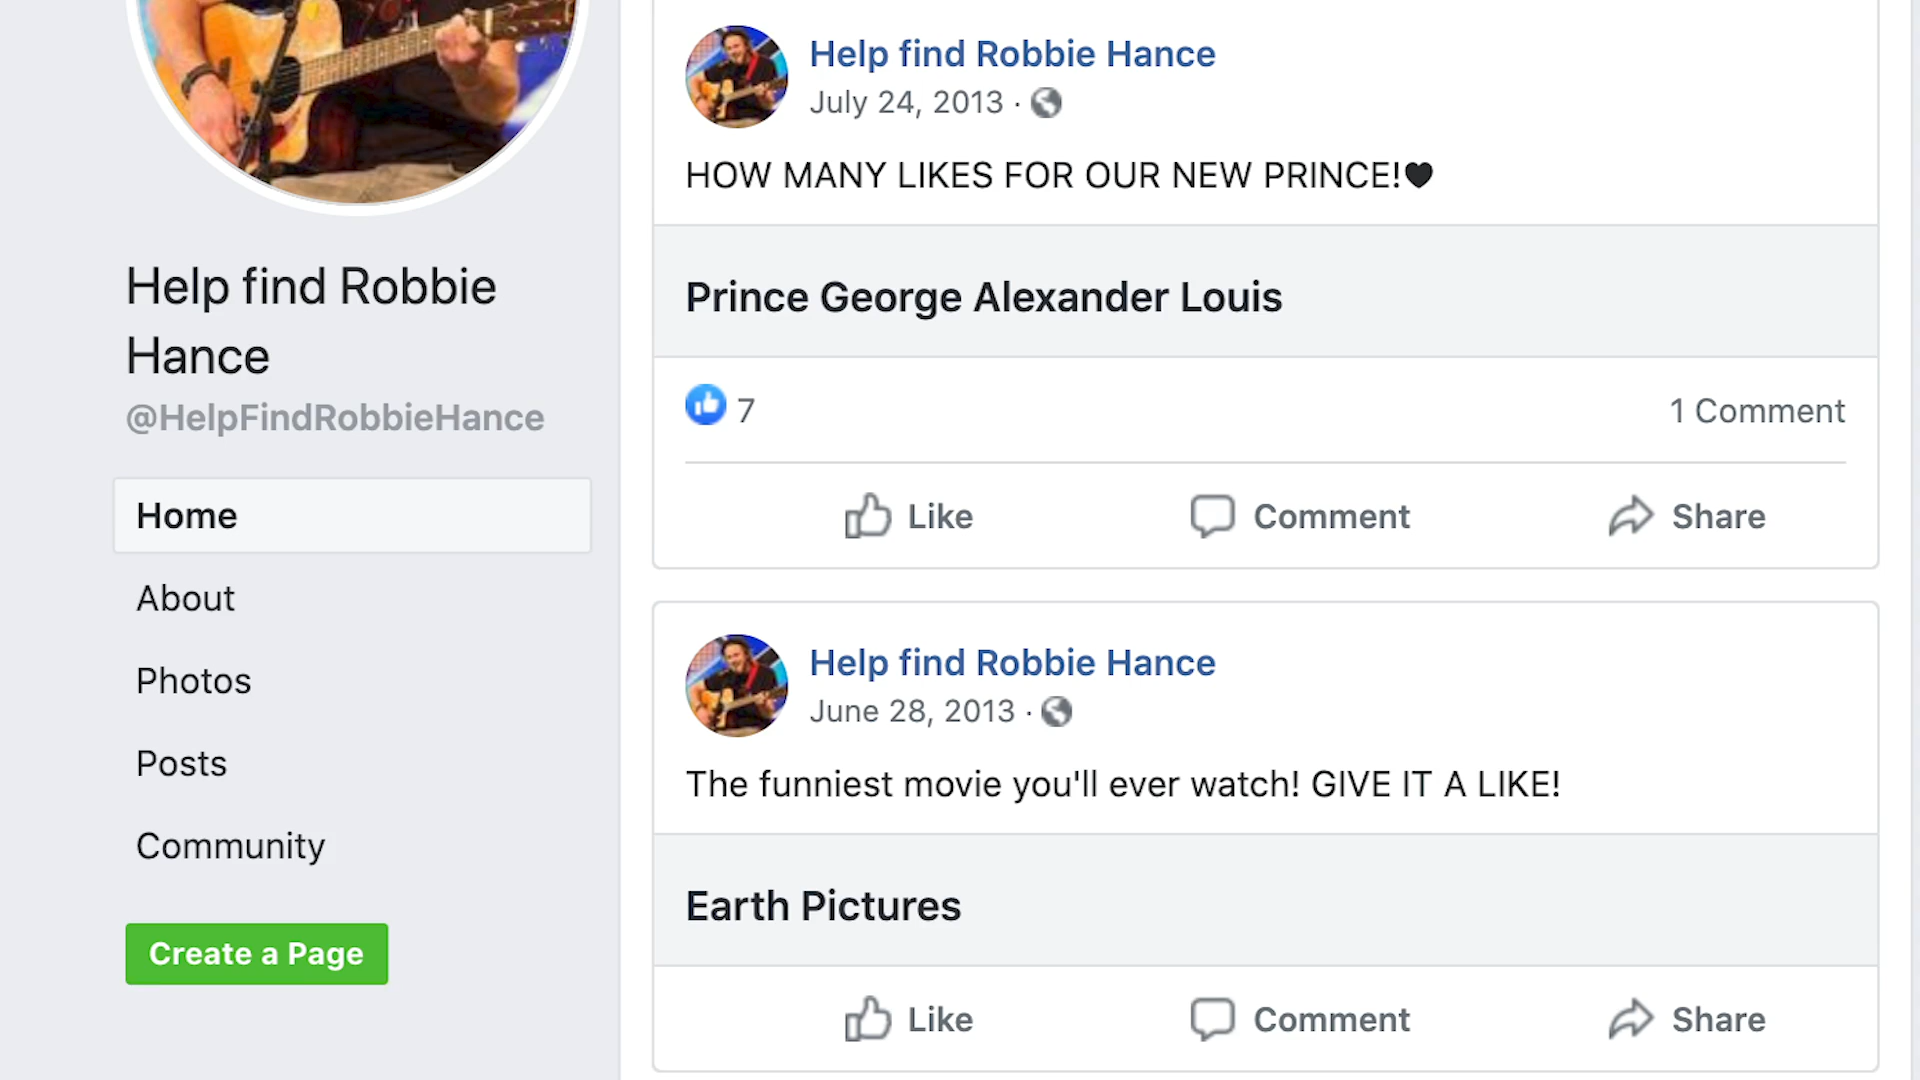 Help find Robbie
Hance
@HelpFindRobbieHance
Home
About
Photos
Posts
Community
Create a Page
Help find Robbie Hance
July 24, 2013 ·
HOW MANY LIKES FOR OUR NEW PRINCE!♥
Prince George Alexander Louis
7
1 Comment
Like
Comment
Share
Help find Robbie Hance
June 28, 2013 ·
The funniest movie you'll ever watch! GIVE IT A LIKE!
Earth Pictures
Like
Comment
Share